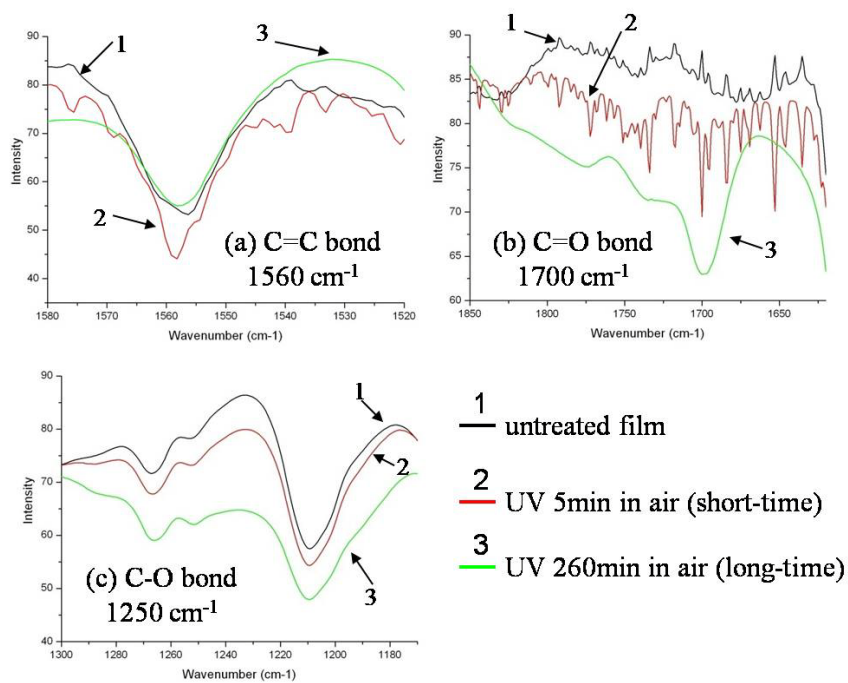 1
3
2
Intensity
90
80
70
60
50
40
(a) C=C bond
1560 cm-1
1580 1570 1560 1550 1540 1530 1520
Wavenumber (cm-1)
1
2
3
Intensity
90
85
80
75
70
65
60
(b) C=O bond
1700 cm-1
1850 1800 1750 1700 1650
Wavenumber (cm-1)
1
2
3
Intensity
90
80
70
60
50
40
(c) C-O bond
1250 cm-1
1300 1280 1260 1240 1220 1200 1180
Wavenumber (cm-1)
1
untreated film
2
UV 5min in air (short-time)
3
UV 260min in air (long-time)